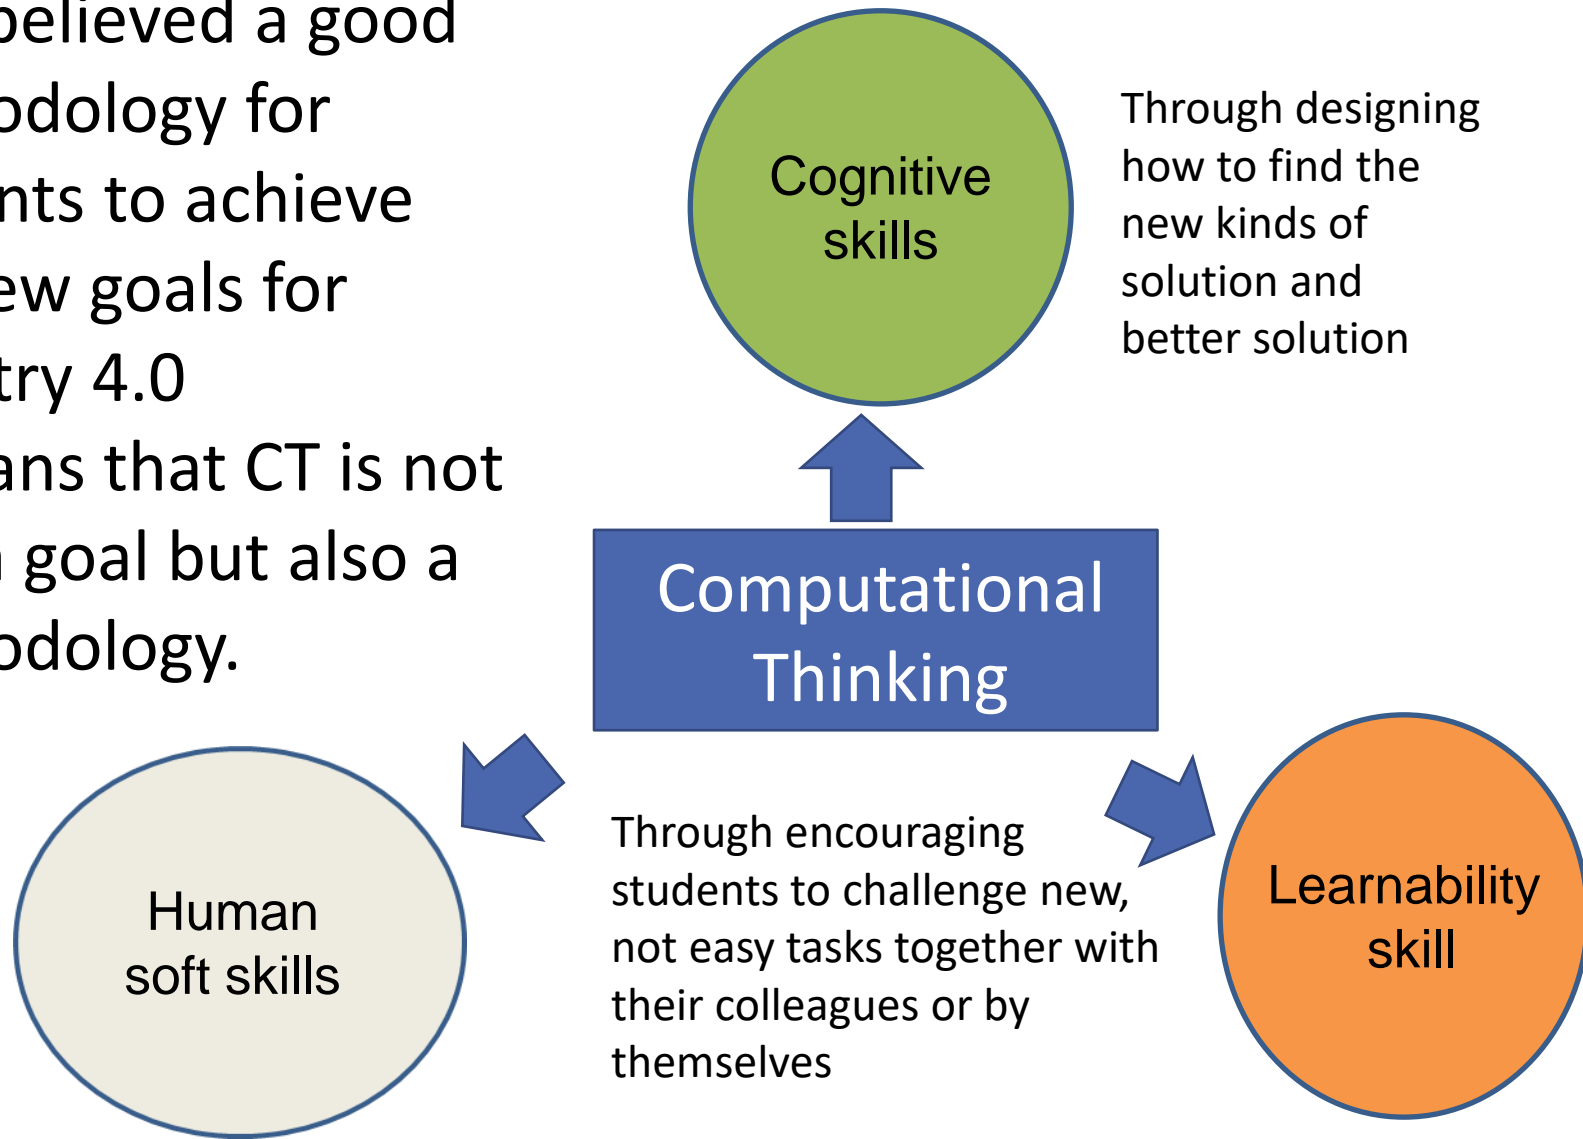 believed a good
odology for
nts to achieve
ew goals for
try 4.0
ans that CT is not
goal but also a
odology.
Cognitive
skills
Through designing
how to find the
new kinds of
solution and
better solution
Computational
Thinking
Human
soft skills
Through encouraging
students to challenge new,
not easy tasks together with
their colleagues or by
themselves
Learnability
skill